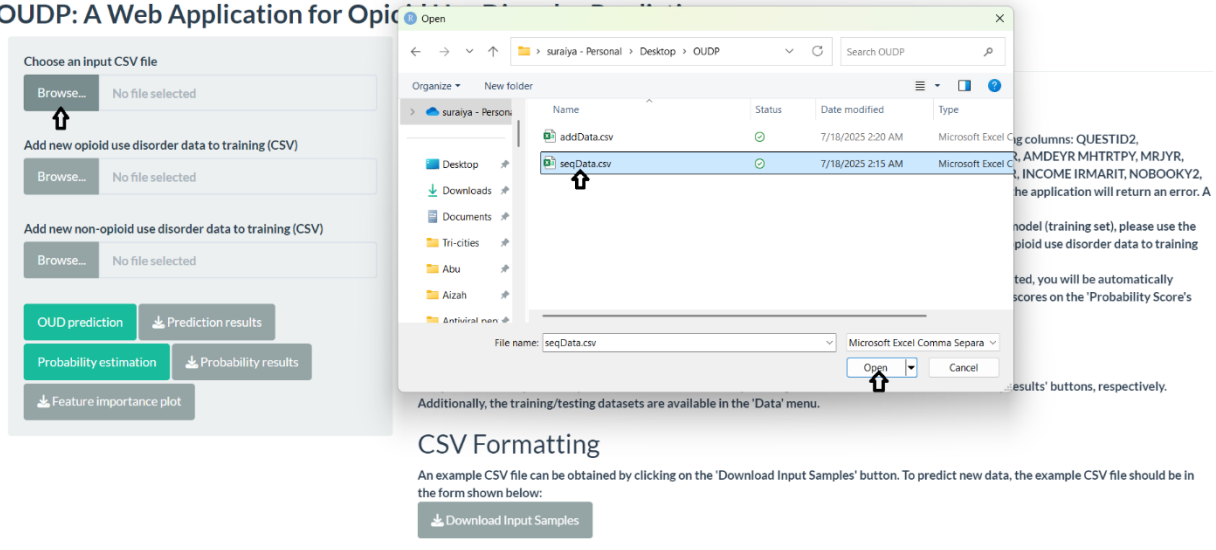 OUDP: A Web Application for Opio
Choose an input CSV file
Browse...
No file selected
Add new opioid use disorder data to training (CSV)
Browse...
No file selected
Add new non-opioid use disorder data to training (CSV)
Browse...
No file selected
OUD prediction
Prediction results
Probability estimation
Probability results
Feature importance plot
Open
suraiya - Personal > Desktop > OUDP
Search OUDP
Organize
New folder
suraiya - Persona
Desktop
Downloads
Documents
Tri-cities
Abu
Aizah
Name
Status
Date modified
Type
addData.csv
7/18/2025 2:20 AM
Microsoft Excel C
seqData.csv
7/18/2025 2:15 AM
Microsoft Excel C
File name:
seqData.csv
Microsoft Excel Comma Separa
Open
Cancel
g columns: QUESTID2,
R, AMDEYR MHTRTPY, MRJYR,
R, INCOME IRMARIT, NOBOOKY2,
he application will return an error. A
model (training set), please use the
pioid use disorder data to training
ted, you will be automatically
scores on the 'Probability Score's
esults' buttons, respectively.
Additionally, the training/testing datasets are available in the 'Data' menu.
CSV Formatting
An example CSV file can be obtained by clicking on the 'Download Input Samples' button. To predict new data, the example CSV file should be in
the form shown below:
Download Input Samples